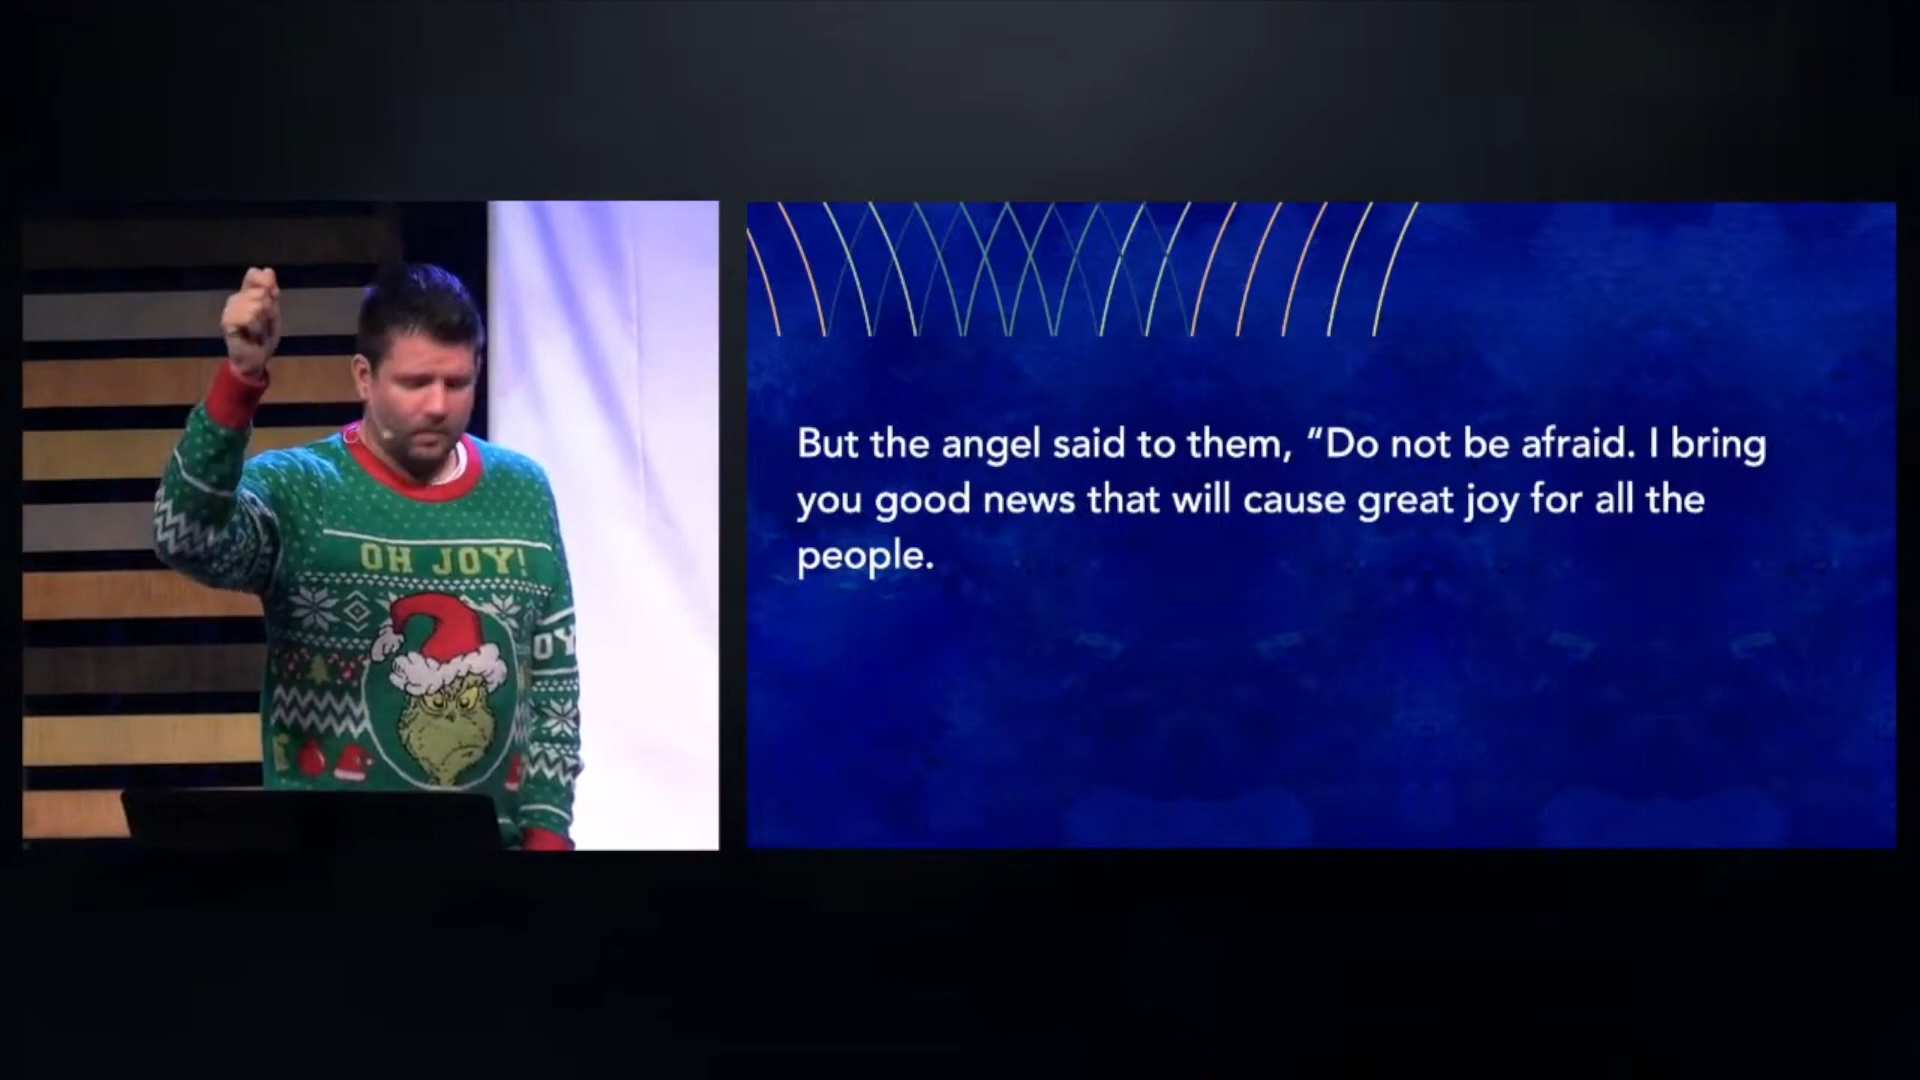 OH JOY!
OY
But the angel said to them, “Do not be afraid. I bring
you good news that will cause great joy for all the
people.